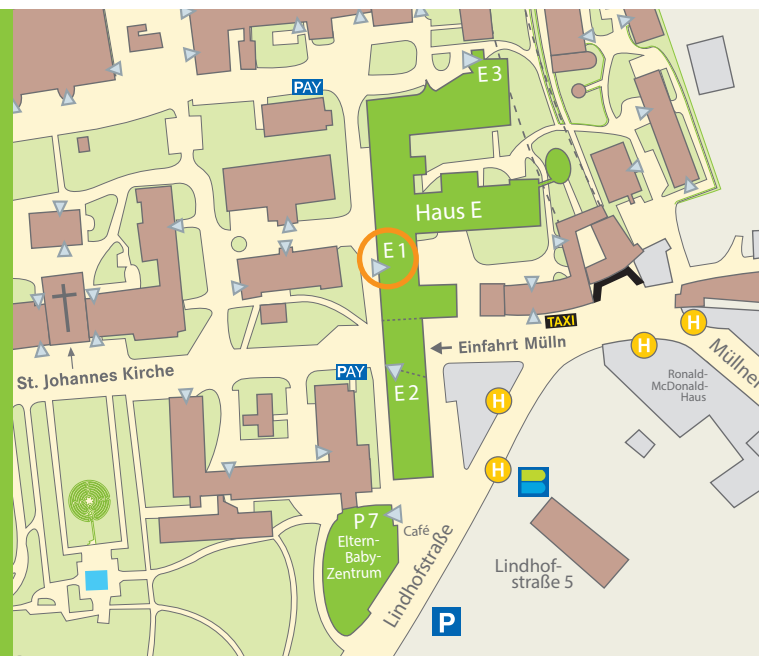 E 3
PAY
Haus E
E 1
TAXI
H
H
Einfahrt Mülln
Müllner
St. Johannes Kirche
PAY
Ronald-
McDonald-
Haus
E 2
H
H
P 7
Eltern-
Baby-
Zentrum
Café
Lindhofstraße
Lindhof-
straße 5
P